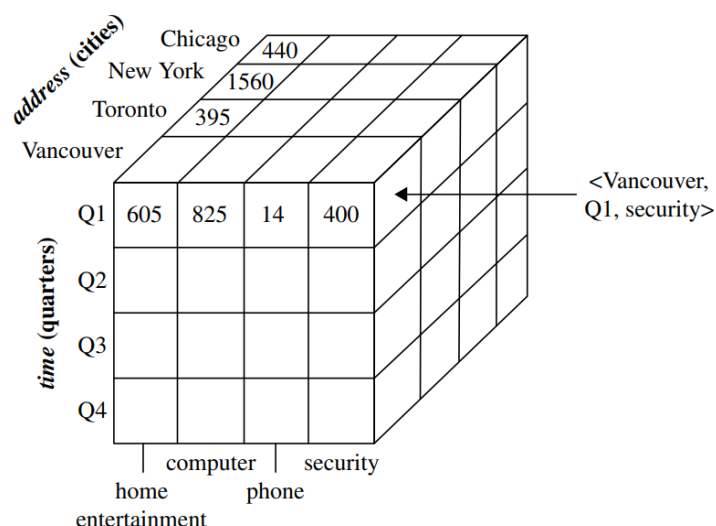 address (cities)
Chicago 440
New York 1560
Toronto 395
Vancouver
<Vancouver,
Q1, security>
time (quarters)
Q1 605 825 14 400
Q2
Q3
Q4
computer security
home phone
entertainment